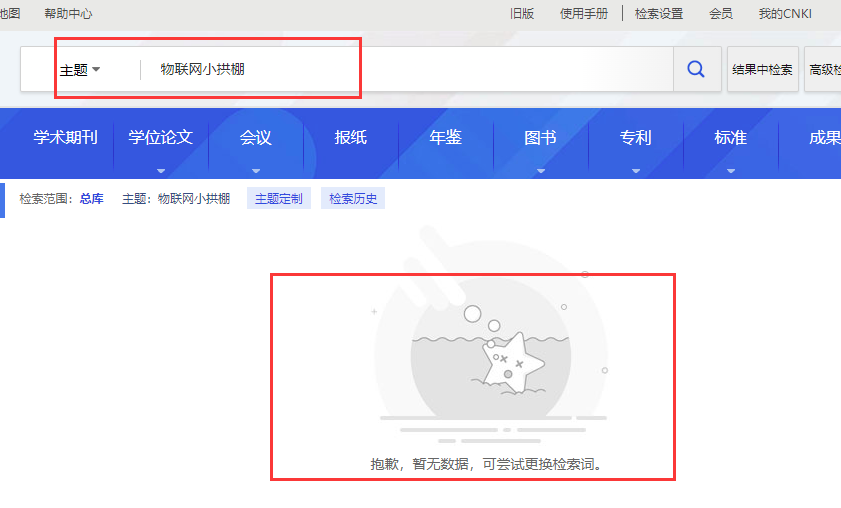 地图 帮助中心 旧版 使用手册 检索设置 会员 我的CNKI
主题 物联网小拱棚 结果中检索 高级检
学术期刊 学位论文 会议 报纸 年鉴 图书 专利 标准 成果
检索范围：总库 主题：物联网小拱棚 主题定制 检索历史
抱歉，暂无数据，可尝试更换检索词。